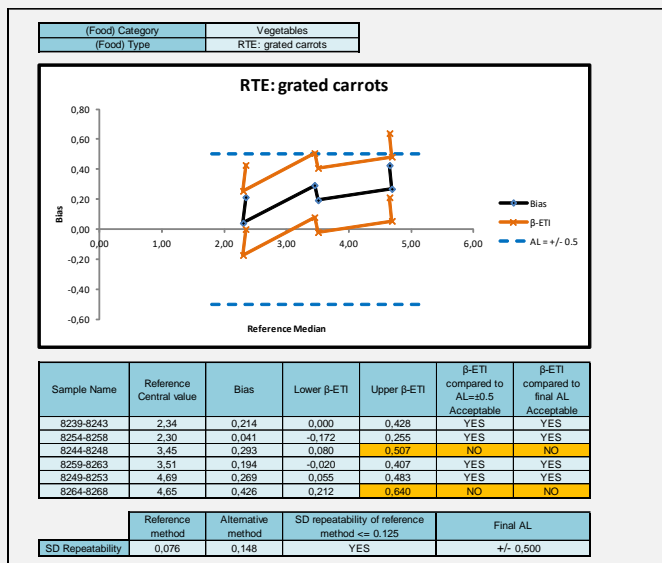 (Food) Category Vegetables
(Food) Type RTE: grated carrots
RTE: grated carrots
0,80
0,60
0,40
0,20
0,00
-0,20
-0,40
-0,60
0,00 1,00 2,00 3,00 4,00 5,00 6,00
Bias
Reference Median
Bias
β-ETI
AL = +/- 0.5
Sample Name Reference Central value Bias Lower β-ETI Upper β-ETI β-ETI compared to AL=±0.5 Acceptable β-ETI compared to final AL Acceptable
8239-8243 2,34 0,214 0,000 0,428 YES YES
8254-8258 2,30 0,041 -0,172 0,255 YES YES
8244-8248 3,45 0,293 0,080 0,507 NO NO
8259-8263 3,51 0,194 -0,020 0,407 YES YES
8249-8253 4,69 0,269 0,055 0,483 YES YES
8264-8268 4,65 0,426 0,212 0,640 NO NO
Reference method Alternative method SD repeatability of reference method <= 0.125 Final AL
SD Repeatability 0,076 0,148 YES +/- 0,500